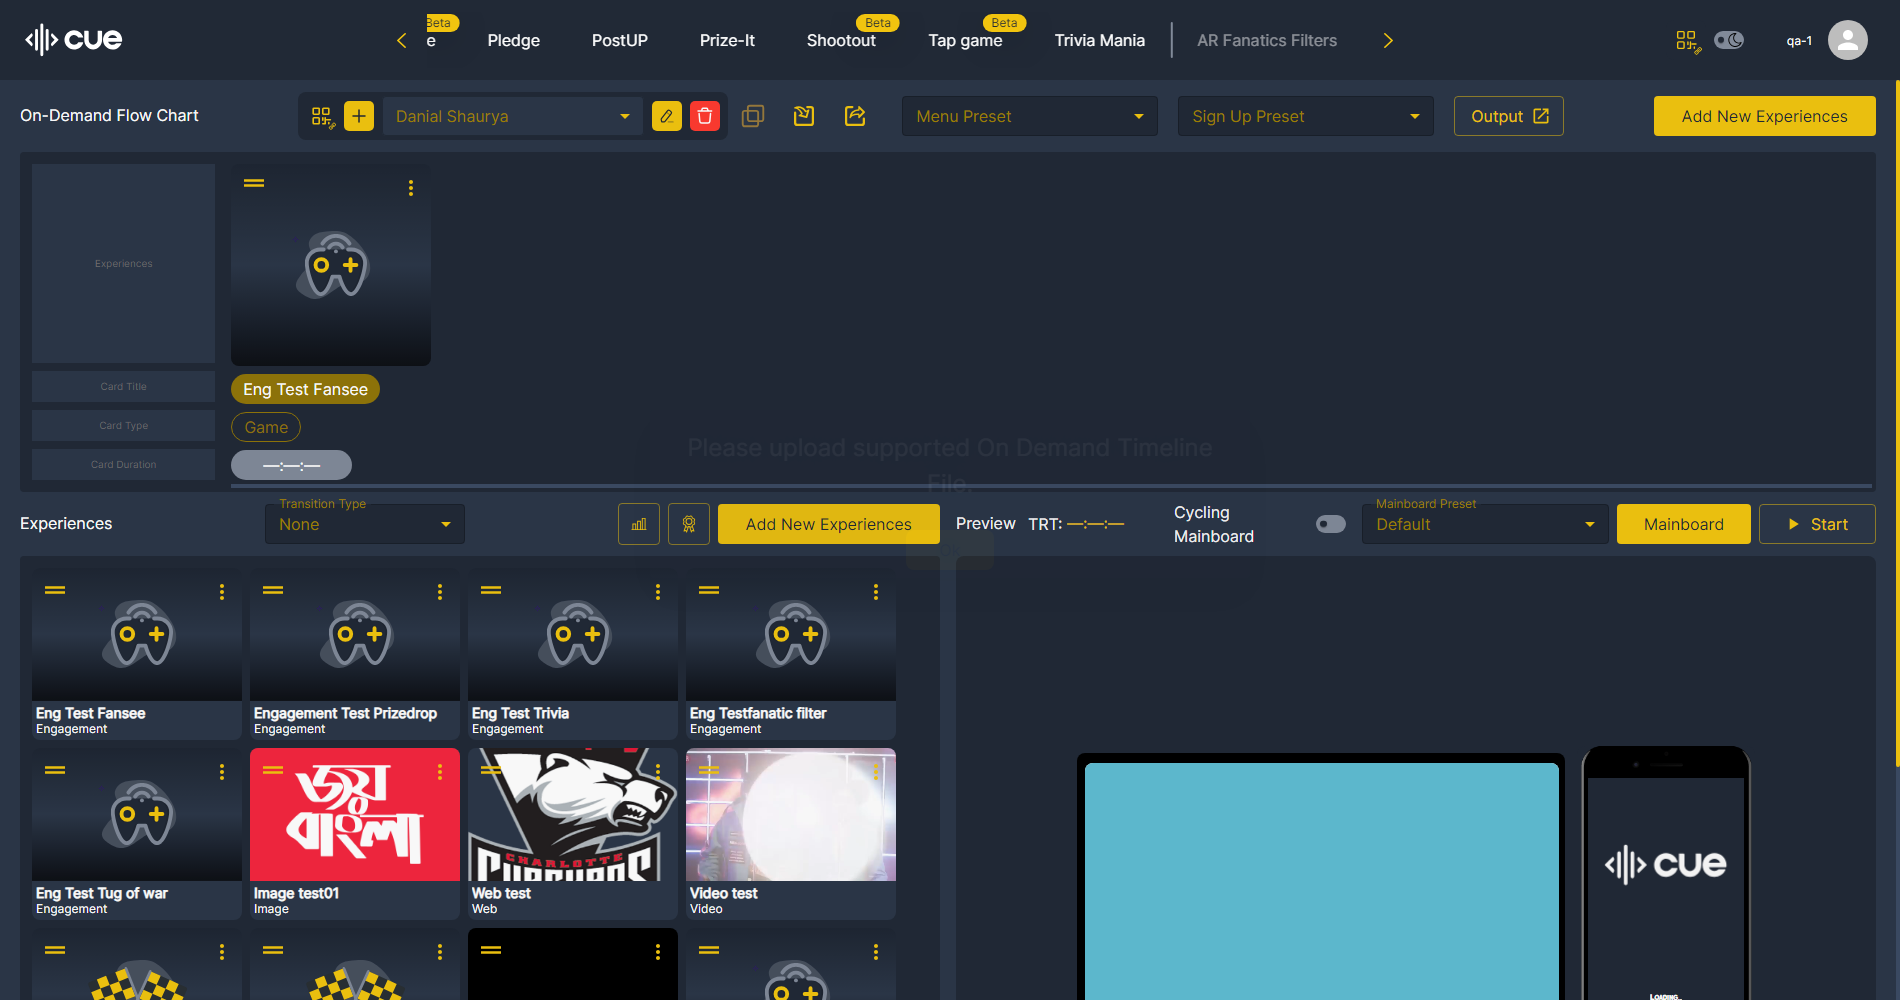 cue
e
Beta
Pledge
PostUP
Prize-It
Shootout
Beta
Tap game
Beta
Trivia Mania
AR Fanatics Filters
qa-1
On-Demand Flow Chart
Danial Shaurya
Menu Preset
Sign Up Preset
Output
Add New Experiences
Experiences
Card Title
Eng Test Fansee
Card Type
Game
Card Duration
—:—:—
Please upload supported On Demand Timeline
File.
Experiences
Transition Type
None
Add New Experiences
Preview
TRT: —:—:—
Cycling
Mainboard
Mainboard Preset
Default
Mainboard
Start
Eng Test Fansee
Engagement
Engagement Test Prizedrop
Engagement
Eng Test Trivia
Engagement
Eng Testfanatic filter
Engagement
জয়
বাংলা
CHARLOTTE
Eng Test Tug of war
Engagement
Image test01
Image
Web test
Web
Video test
Video
cue
LOADING...